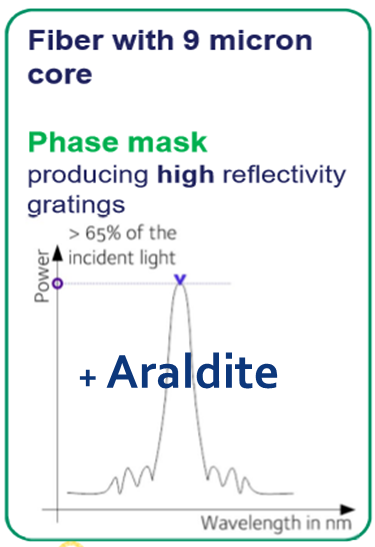 Fiber with 9 micron
core
Phase mask
producing high reflectivity
gratings
> 65% of the
incident light
Power
+ Araldite
Wavelength in nm